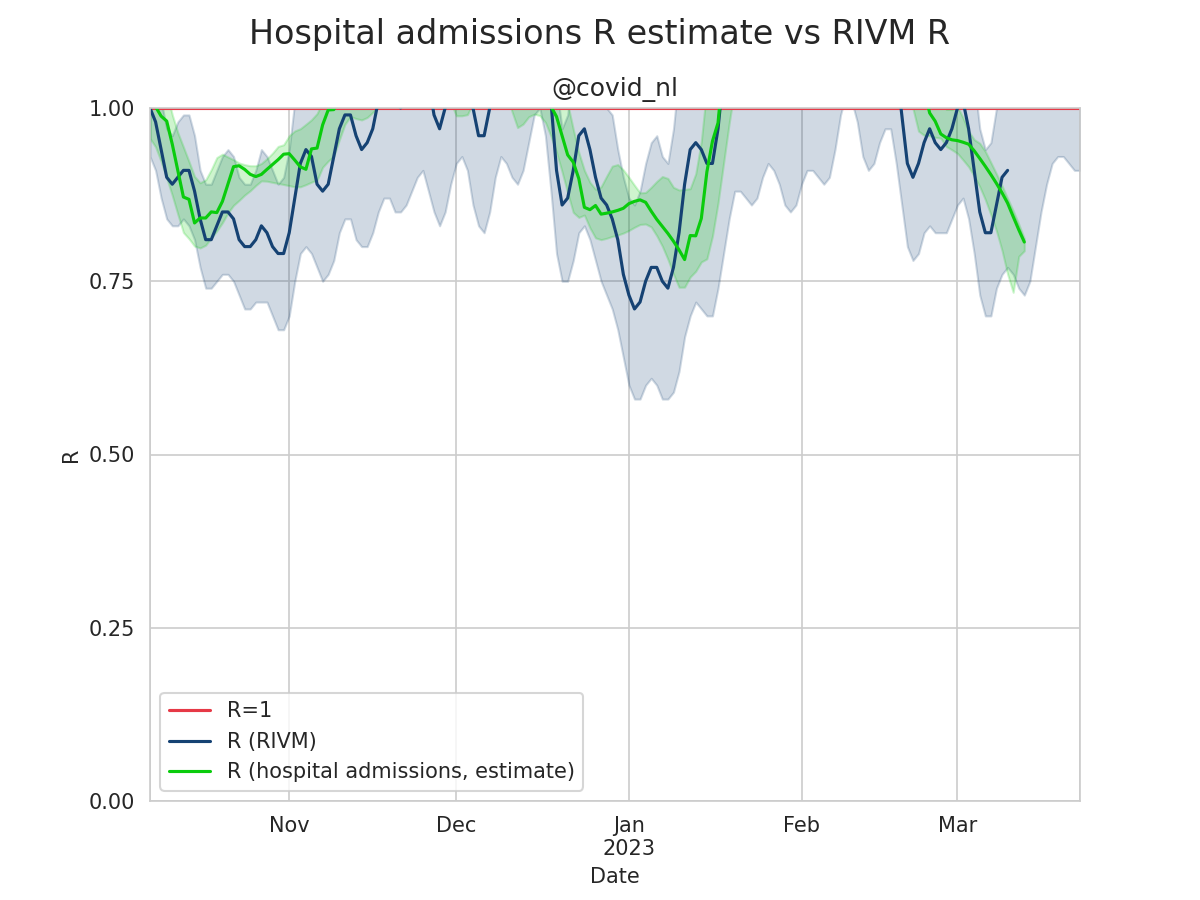 Hospital admissions R estimate vs RIVM R
@covid_nl
1.00
0.75
0.50
0.25
0.00
R
R=1
R (RIVM)
R (hospital admissions, estimate)
Nov
Dec
Jan
2023
Feb
Mar
Date